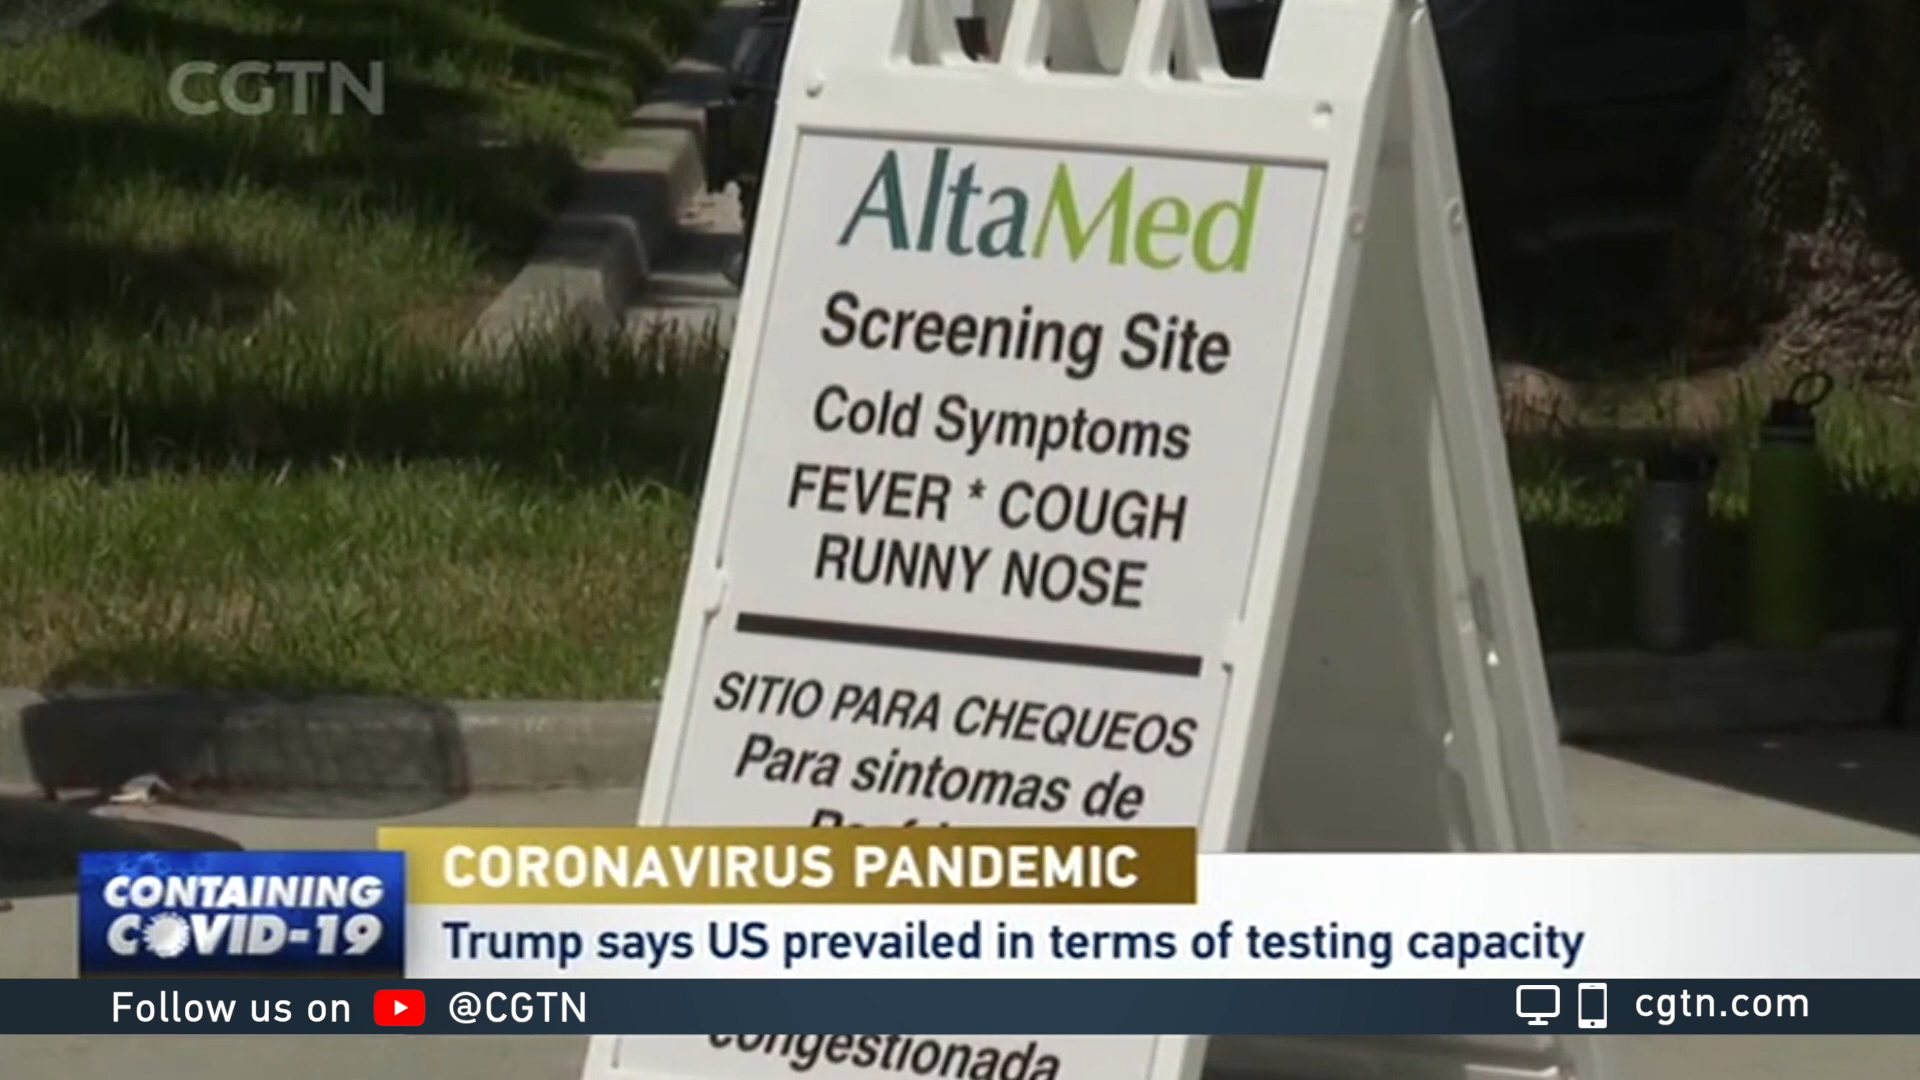 CGTN
AltaMed
Screening Site
Cold Symptoms
FEVER * COUGH
RUNNY NOSE
SITIO PARA CHEQUEOS
Para sintomas de
congestionada
CORONAVIRUS PANDEMIC
CONTAINING
COVID-19
Trump says US prevailed in terms of testing capacity
Follow us on @CGTN
cgtn.com